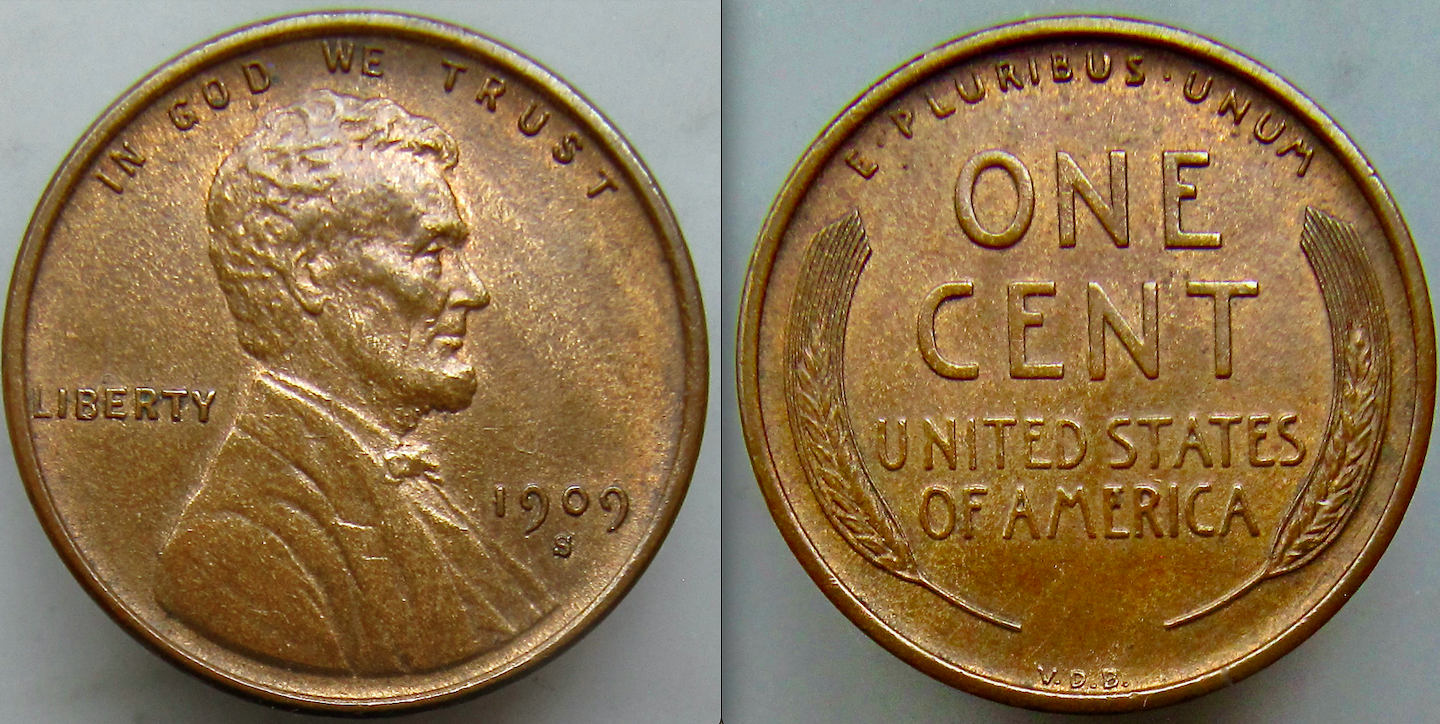 IN GOD WE TRUST
LIBERTY
1909
S
E·PLURIBUS·UNUM
ONE
CENT
UNITED STATES
OF AMERICA
V.D.B.